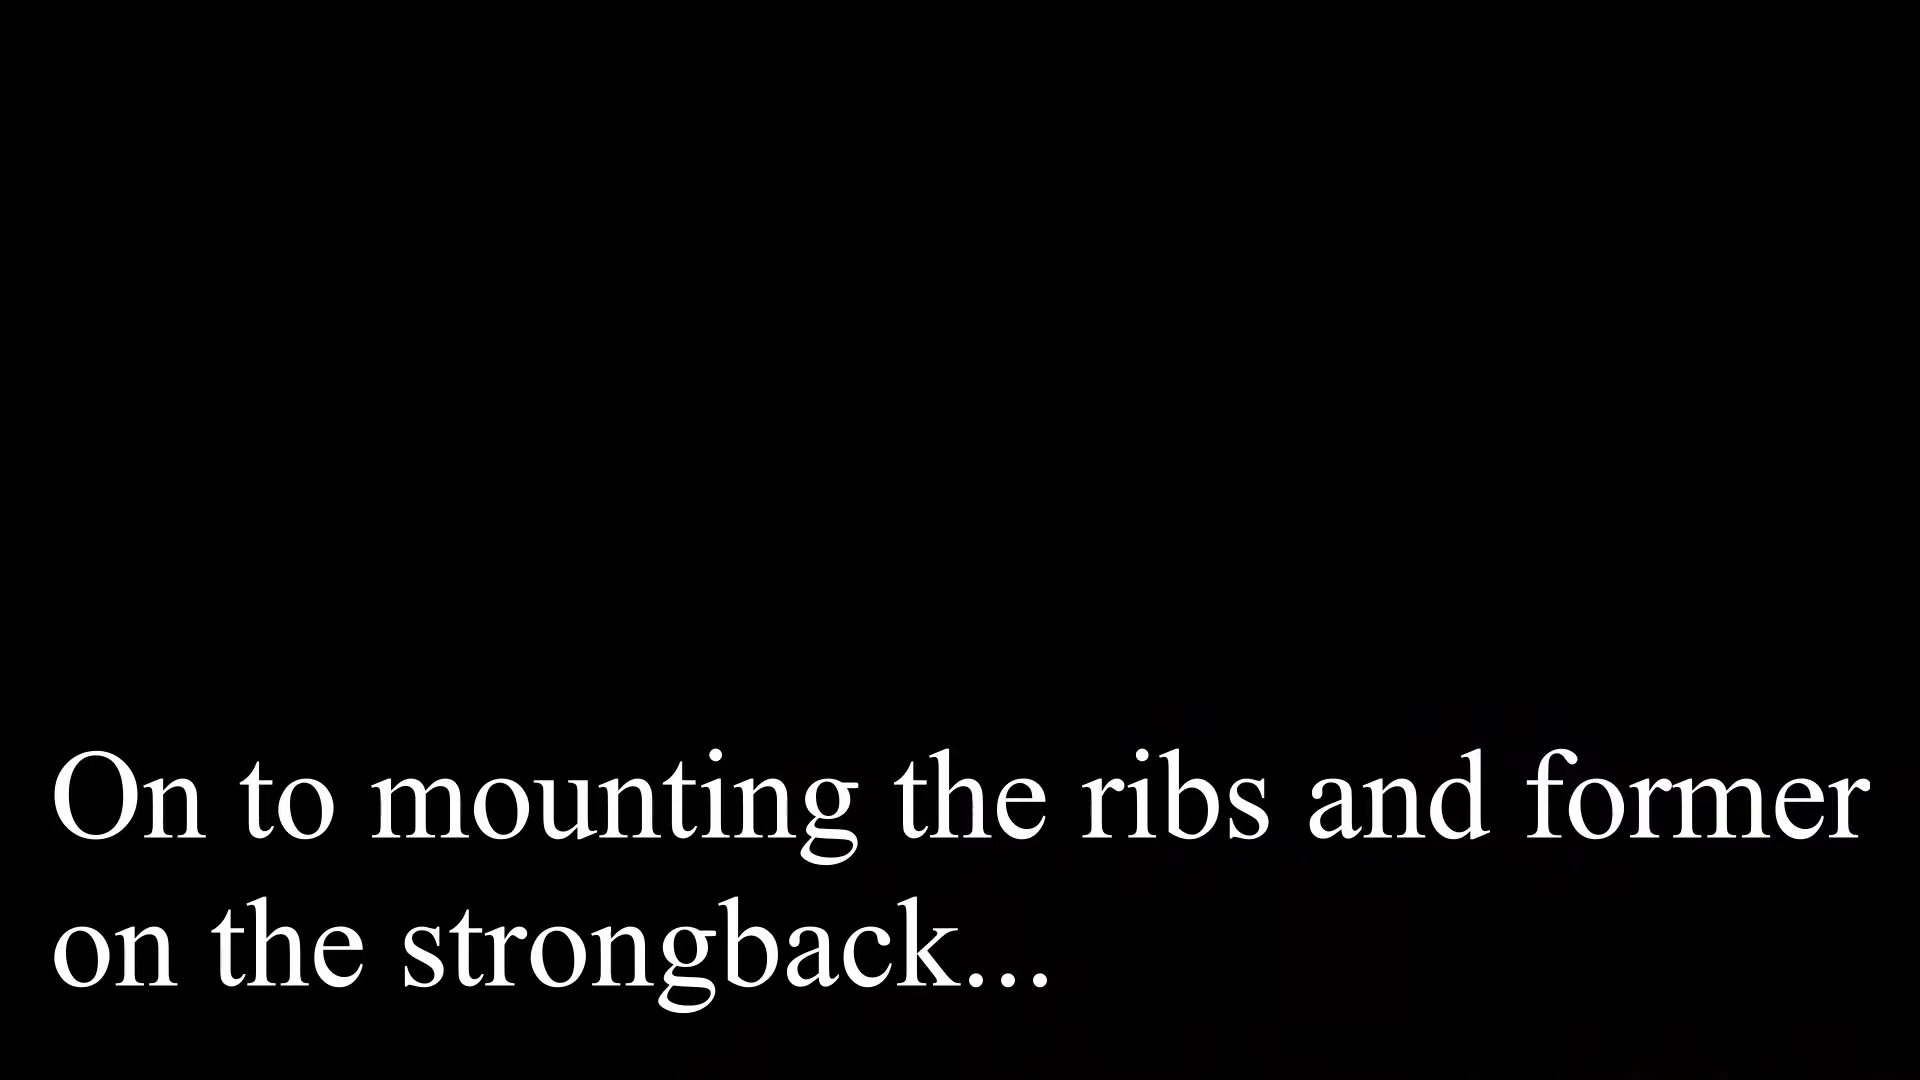 On to mounting the ribs and former
on the strongback...